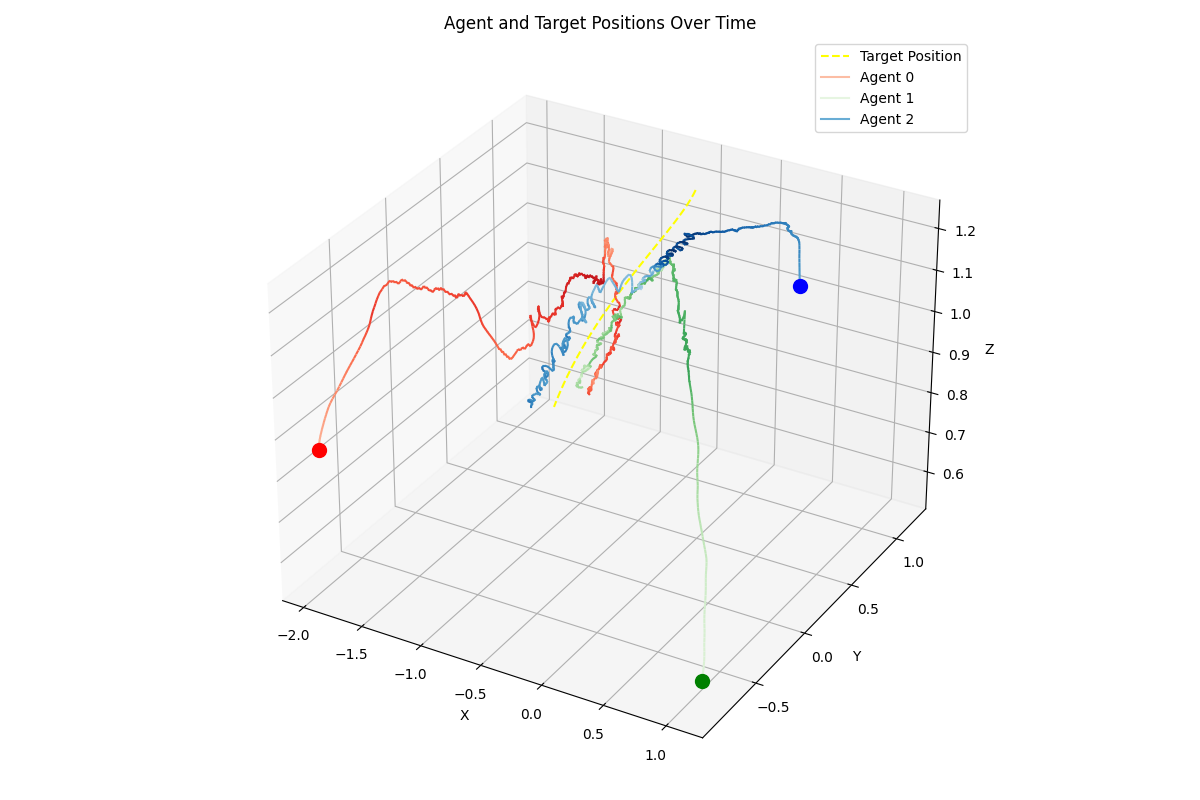 Agent and Target Positions Over Time
Target Position
Agent 0
Agent 1
Agent 2
1.2
1.1
1.0
0.9
0.8
0.7
0.6
Z
1.0
0.5
0.0
−0.5
Y
−2.0
−1.5
−1.0
−0.5
0.0
0.5
1.0
X